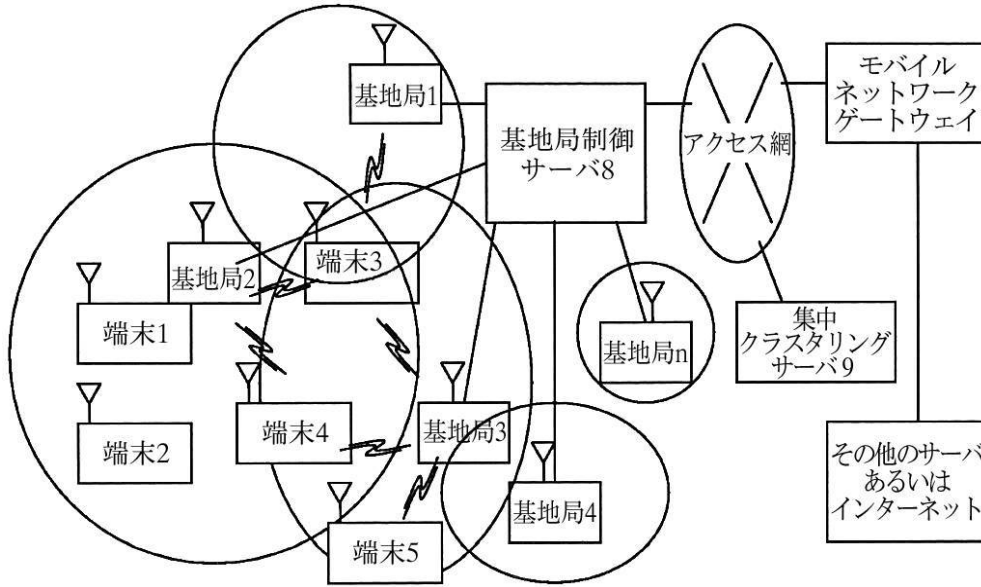 基地局1
モバイル
ネットワーク
ゲートウェイ
基地局制御
サーバ8
アクセス網
基地局2
端末3
端末1
基地局n
集中
クラスタリング
サーバ9
端末2
端末4
基地局3
その他のサーバ
あるいは
インターネット
基地局4
端末5